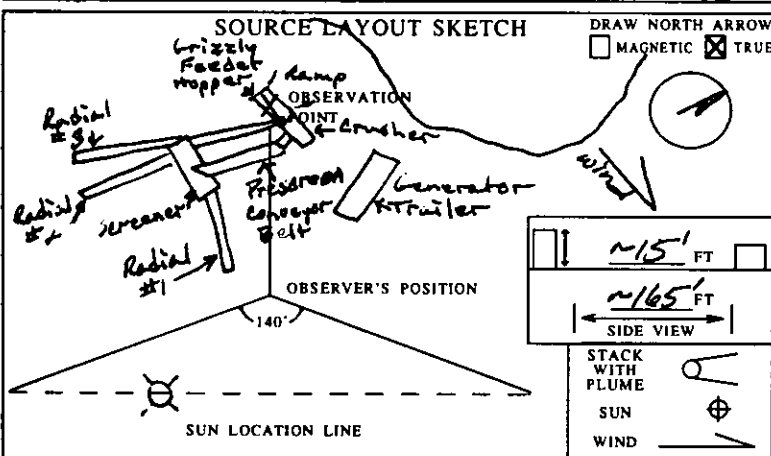 SOURCE LAYOUT SKETCH
DRAW NORTH ARROW
MAGNETIC TRUE
Grizzly
Feeder
Hopper
Ramp
OBSERVATION
POINT
Crusher
Radial
#3
Radial
#2
Screener
Radial
#1
Conveyor
Belt
Generator
Trailer
Wind
~15' FT
~165' FT
SIDE VIEW
OBSERVER'S POSITION
140°
SUN LOCATION LINE
STACK
WITH
PLUME
SUN
WIND